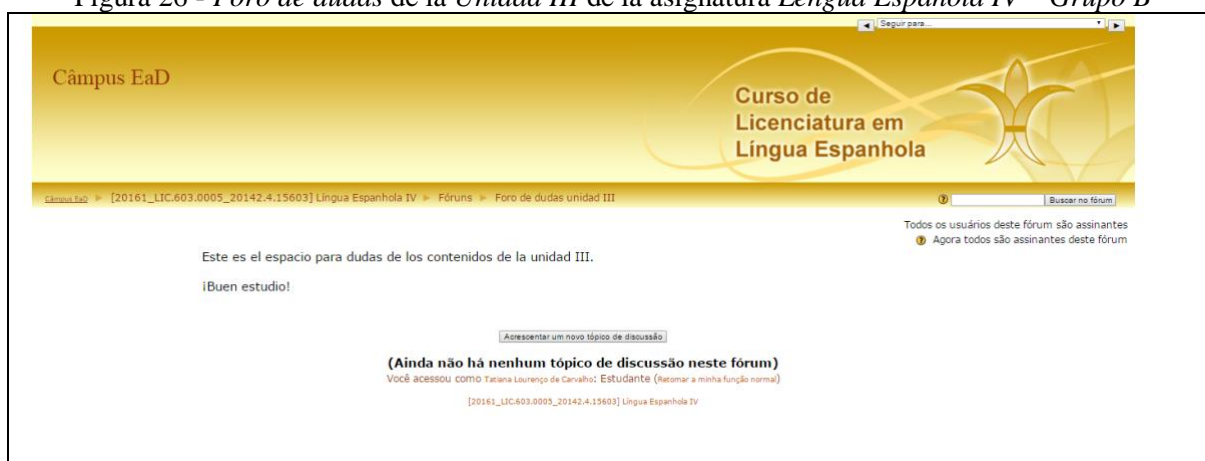 Figura 26 - Foro de dudas de la Unidad III de la asignatura Lengua Española IV – Grupo B
Seguir para...
Câmpus EaD
Curso de
Licenciatura em
Língua Espanhola
Câmpus EaD ► [20161_LIC.603.0005_20142.4.15603] Língua Espanhola IV ► Fóruns ► Foro de dudas unidad III
Buscar no fórum
Todos os usuários deste fórum são assinantes
Agora todos são assinantes deste fórum
Este es el espacio para dudas de los contenidos de la unidad III.
¡Buen estudio!
Acrescentar um novo tópico de discussão
(Ainda não há nenhum tópico de discussão neste fórum)
Você acessou como Tatiana Lourenço de Carvalho: Estudante (Retornar a minha função normal)
[20161_LIC.603.0005_20142.4.15603] Língua Espanhola IV